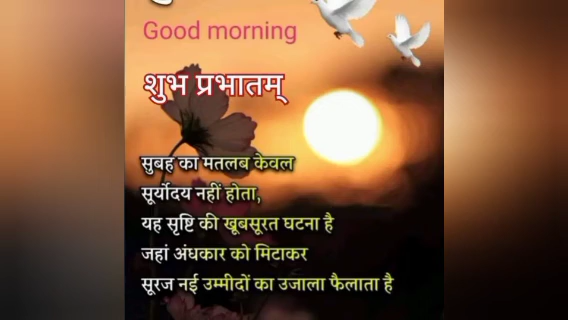 Good morning
शुभ प्रभातम्
सुबह का मतलब केवल
सूर्योदय नहीं होता,
यह सृष्टि की खूबसूरत घटना है
जहां अंधकार को मिटाकर
सूरज नई उम्मीदों का उजाला फैलाता है